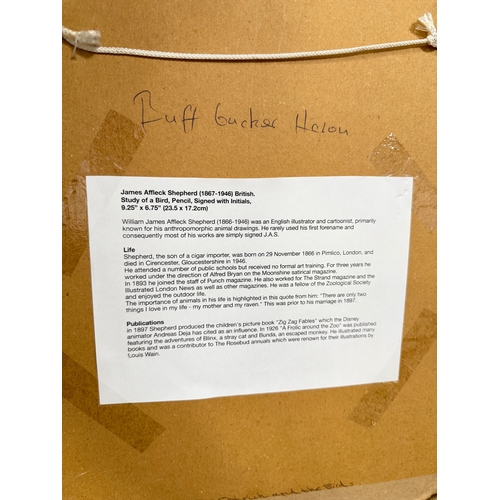 Buff
Heron
James Affleck Shepherd (1867-1946) British.
Study of a Bird, Pencil, Signed with Initials,
9.25" x 6.75" (23.5 x 17.2cm)
William James Affleck Shepherd (1866-1946) was an English illustrator and cartoonist, primarily
known for his anthropomorphic animal drawings. He rarely used his first forename and
consequently most of his works are simply signed J.A.S.
Life
Shepherd, the son of a cigar importer, was born on 29 November 1866 in Pimlico, London, and
died in Cirencester, Gloucestershire in 1946.
He attended a number of public schools but received no formal art training. For three years he
worked under the direction of Alfred Bryan on the Moonshine satirical magazine.
In 1893 he joined the staff of Punch magazine. He also worked for The Strand magazine and the
Illustrated London News as well as other magazines. He was a fellow of the Zoological Society
and enjoyed the outdoor life.
The importance of animals in his life is highlighted in this quote from him: "There are only two
things I love in my life - my mother and my raven." This was prior to his marriage in 1897.
Publications
in 1897 Shepherd produced the children's picture book "Zig Zag Fables" which the Disney
animator Andreas Deja has cited as an influence. In 1926 "A Frolic around the Zoo" was published
featuring the adventures of Blinx, a stray cat and Bunda, an escaped monkey. He illustrated many
books and was a contributor to The Rosebud annuals which were renown for their illustrations by
Louis Wain.
and the Birds